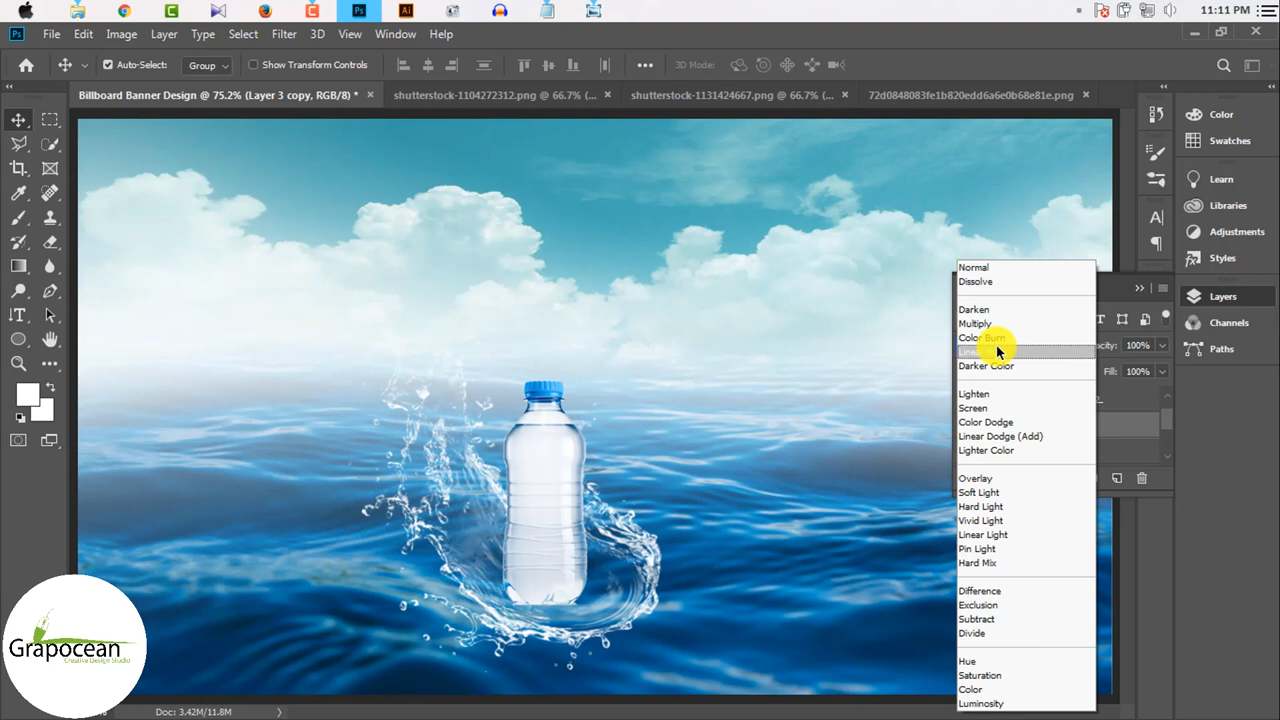 11:11 PM
File Edit Image Layer Type Select Filter 3D View Window Help
Auto-Select: Group Show Transform Controls 3D Mode:
Billboard Banner Design @ 75.2% (Layer 3 copy, RGB/8) * shutterstock-1104272312.png @ 66.7% (... shutterstock-1131424667.png @ 66.7% (... 72d0848083fe1b820edd6a6e0b68e81e.png
Color
Swatches
Learn
Libraries
Adjustments
Styles
Layers
Channels
Paths
Normal
Dissolve
Darken
Multiply
Color Burn
Darker Color
Lighten
Screen
Color Dodge
Linear Dodge (Add)
Lighter Color
Overlay
Soft Light
Hard Light
Vivid Light
Linear Light
Pin Light
Hard Mix
Difference
Exclusion
Subtract
Divide
Hue
Saturation
Color
Luminosity
100%
Fill: 100%
Grapocean
Creative Design Studio
Doc: 3.42M/11.8M